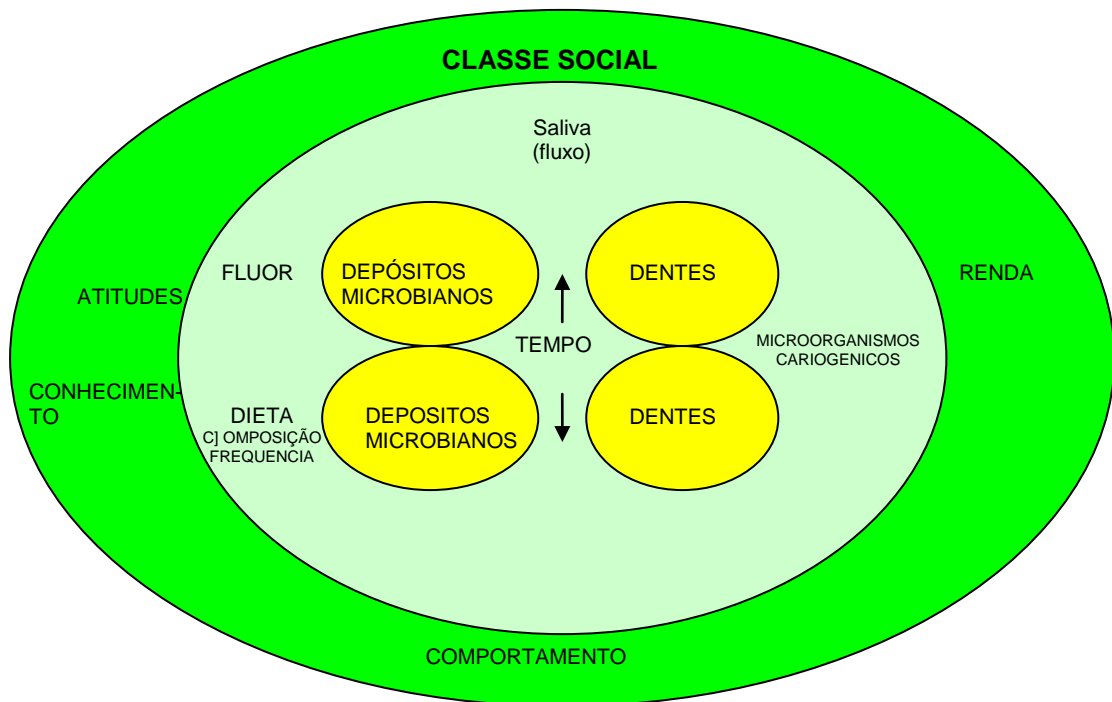 CLASSE SOCIAL
Saliva
(fluxo)
FLUOR
DEPÓSITOS
MICROBIANOS
DENTES
RENDA
ATITUDES
TEMPO
MICROORGANISMOS
CARIOGENICOS
CONHECIMEN-
TO
DIETA
C] OMPOSIÇÃO
FREQUENCIA
DEPOSITOS
MICROBIANOS
DENTES
COMPORTAMENTO